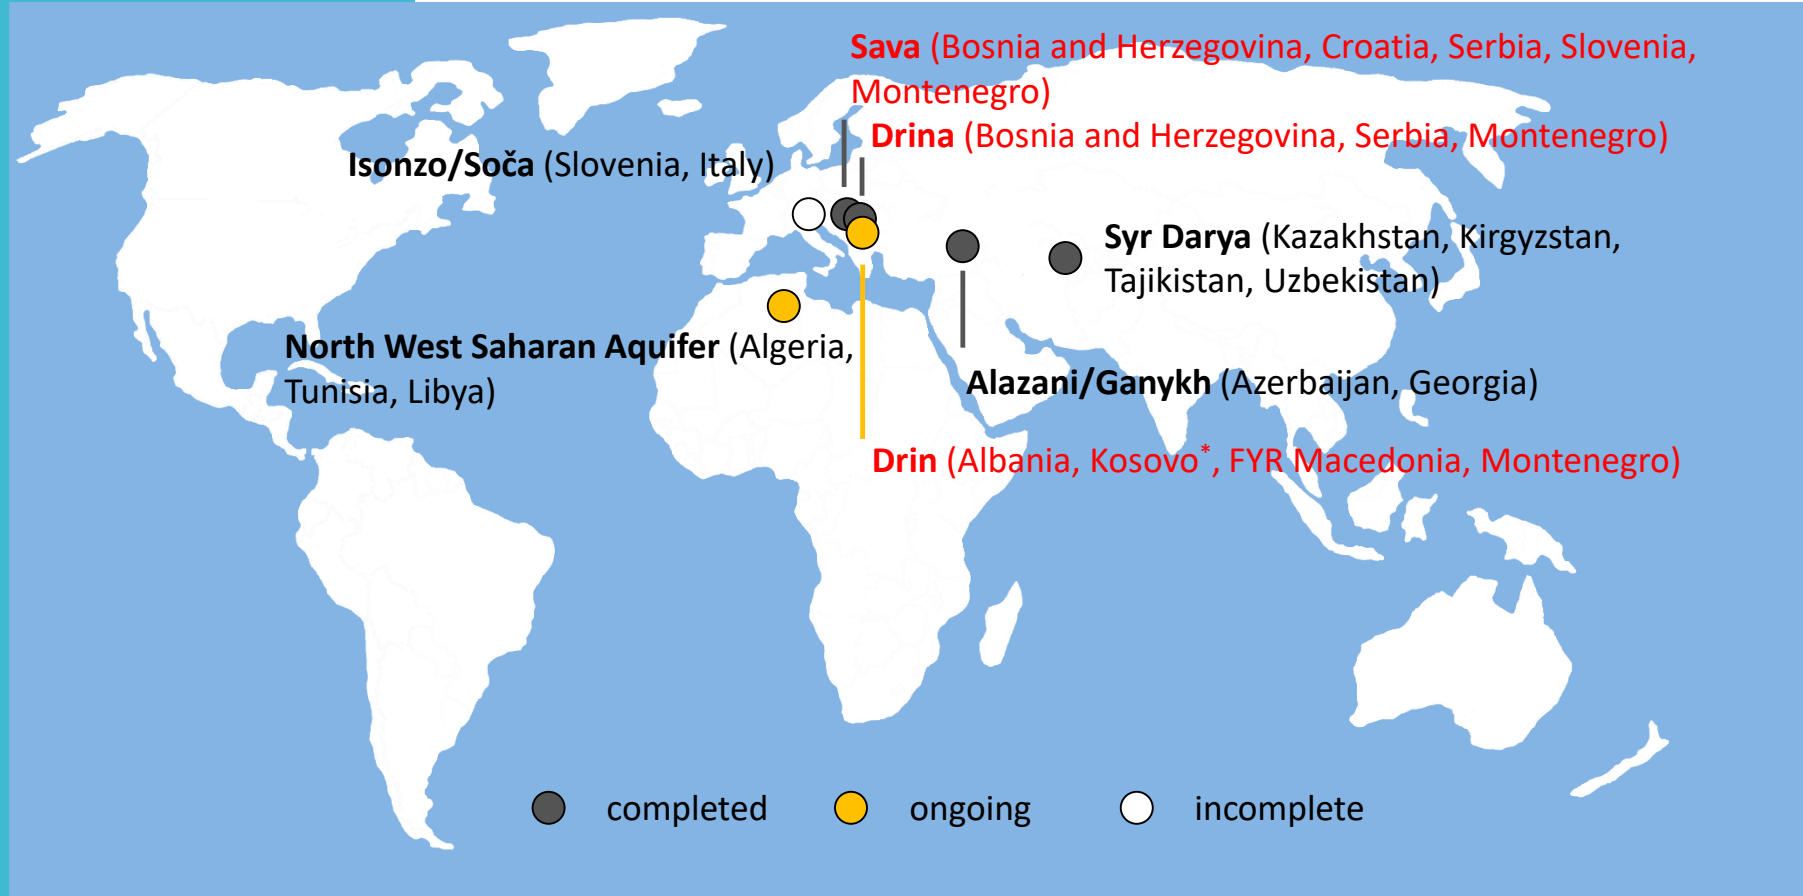 Sava (Bosnia and Herzegovina, Croatia, Serbia, Slovenia,
Montenegro)
Drina (Bosnia and Herzegovina, Serbia, Montenegro)
Isonzo/Soča (Slovenia, Italy)
Syr Darya (Kazakhstan, Kirgyzstan,
Tajikistan, Uzbekistan)
North West Saharan Aquifer (Algeria,
Tunisia, Libya)
Alazani/Ganykh (Azerbaijan, Georgia)
Drin (Albania, Kosovo*, FYR Macedonia, Montenegro)
completed ongoing incomplete